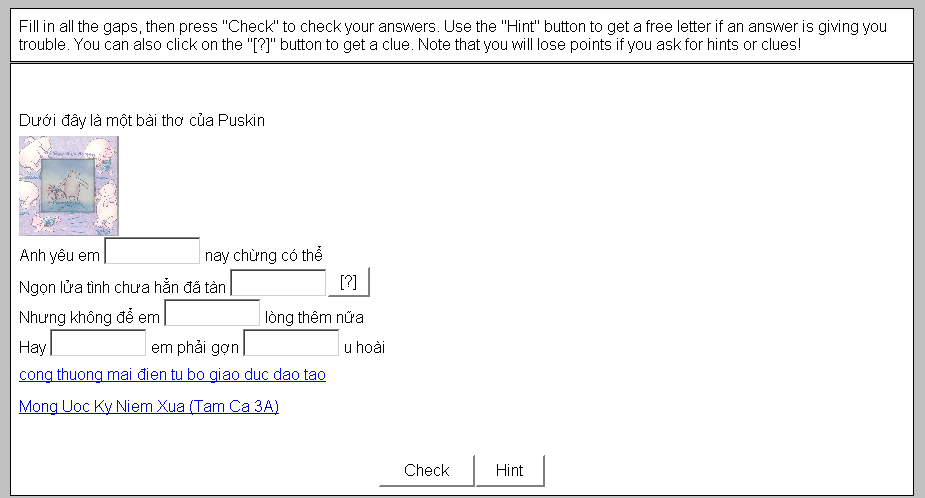 Fill in all the gaps, then press "Check" to check your answers. Use the "Hint" button to get a free letter if an answer is giving you
trouble. You can also click on the "[?]" button to get a clue. Note that you will lose points if you ask for hints or clues!
Dưới đây là một bài thơ của Puskin
Anh yêu em nay chừng có thể
Ngọn lửa tình chưa hẳn đã tàn [?]
Nhưng không để em lòng thêm nữa
Hay em phải gợn u hoài
cong thuong mai đien tu bo giao duc dao tao
Mong Uoc Ky Niem Xua (Tam Ca 3A)
Check Hint